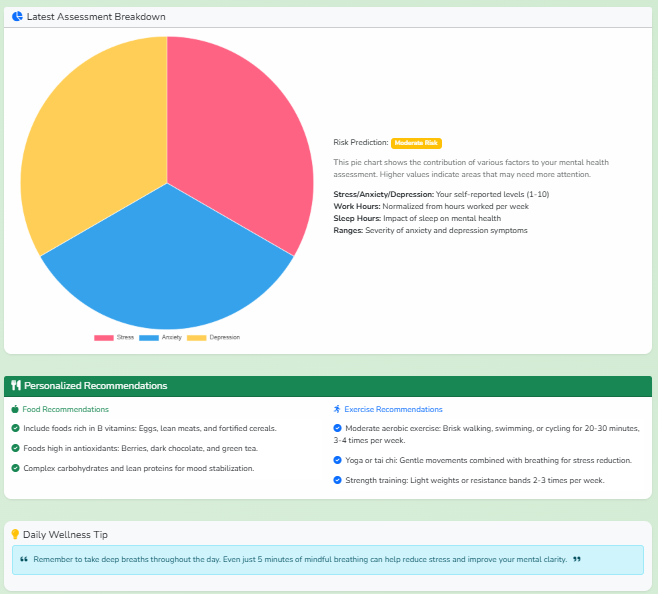 Latest Assessment Breakdown
Risk Prediction: Moderate Risk
This pie chart shows the contribution of various factors to your mental health
assessment. Higher values indicate areas that may need more attention.
Stress/Anxiety/Depression: Your self-reported levels (1-10)
Work Hours: Normalized from hours worked per week
Sleep Hours: Impact of sleep on mental health
Ranges: Severity of anxiety and depression symptoms
Stress Anxiety Depression
Personalized Recommendations
Food Recommendations
Include foods rich in B vitamins: Eggs, lean meats, and fortified cereals.
Foods high in antioxidants: Berries, dark chocolate, and green tea.
Complex carbohydrates and lean proteins for mood stabilization.
Exercise Recommendations
Moderate aerobic exercise: Brisk walking, swimming, or cycling for 20-30 minutes,
3-4 times per week.
Yoga or tai chi: Gentle movements combined with breathing for stress reduction.
Strength training: Light weights or resistance bands 2-3 times per week.
Daily Wellness Tip
“ Remember to take deep breaths throughout the day. Even just 5 minutes of mindful breathing can help reduce stress and improve your mental clarity. ”